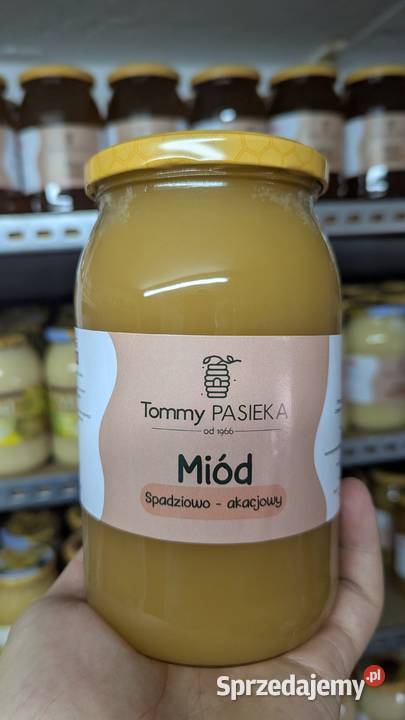 Tommy PASIEKA
od 1966
Miód
Spadziowo - akacjowy
Sprzedajemy.pl